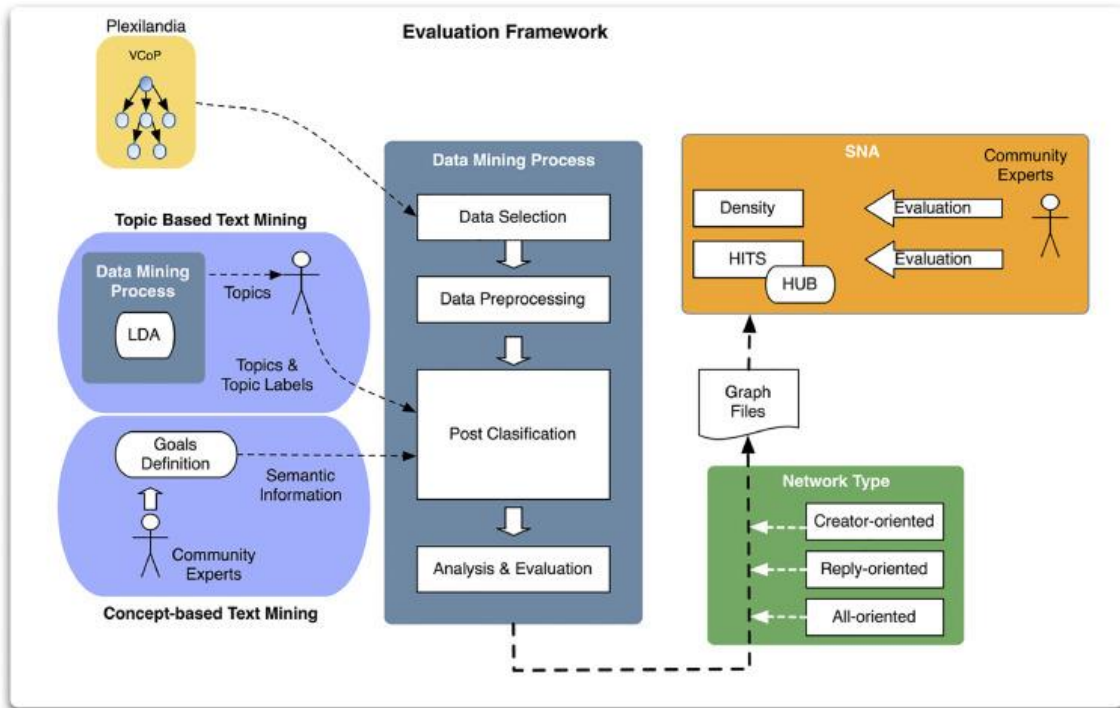 Plexilandia
VCoP
Evaluation Framework
Topic Based Text Mining
Data Mining
Process
LDA
Topics
Topics &
Topic Labels
Goals
Definition
Semantic
Information
Community
Experts
Concept-based Text Mining
Data Mining Process
Data Selection
Data Preprocessing
Post Clasification
Analysis & Evaluation
SNA
Density
HITS
HUB
Evaluation
Evaluation
Community
Experts
Graph
Files
Network Type
Creator-oriented
Reply-oriented
All-oriented